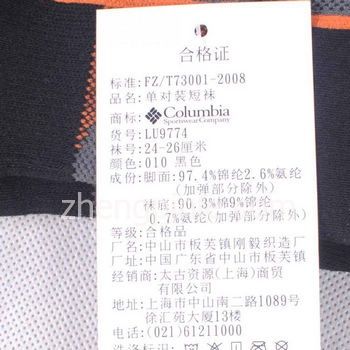 合格证
标准:FZ/T73001-2008
品名:单对装短袜
商标: Columbia
Sportswear Company
货号:LU9774
袜号:24-26厘米
颜色:010 黑色
成份:脚面:97.4%锦纶2.6%氨纶
(加弹部分除外)
袜底:90.3%棉9%锦纶
0.7%氨纶(加弹部分除外)
等级:合格品
厂名:中山市板芙镇刚毅织造厂
厂址:中国广东省中山市板芙镇
经销商:太古资源(上海)商贸
有限公司
地址:上海市中山南二路1089号
徐汇苑大厦13楼
电话:(021)61211000
洗涤标识: